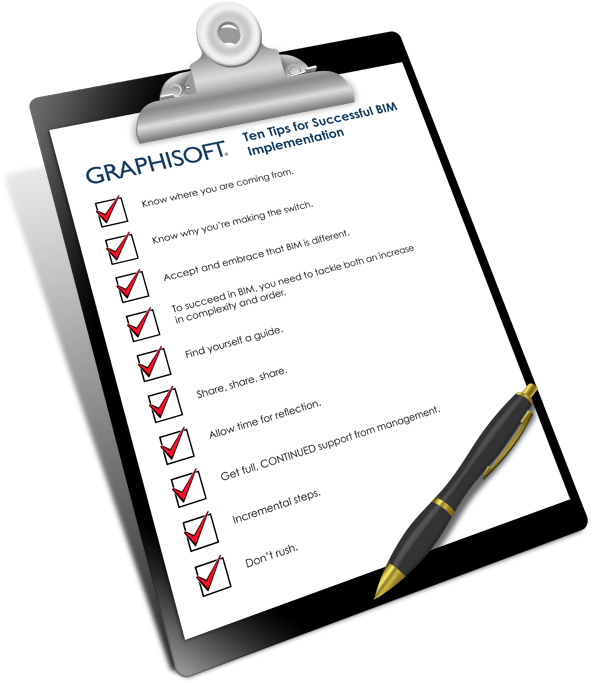 GRAPHISOFT®
Ten Tips for Successful BIM
Implementation
Know where you are coming from.
Know why you're making the switch.
Accept and embrace that BIM is different.
To succeed in BIM, you need to tackle both an increase
in complexity and order.
Find yourself a guide.
Share, share, share.
Allow time for reflection.
Get full, CONTINUED support from management.
Incremental steps.
Don't rush.